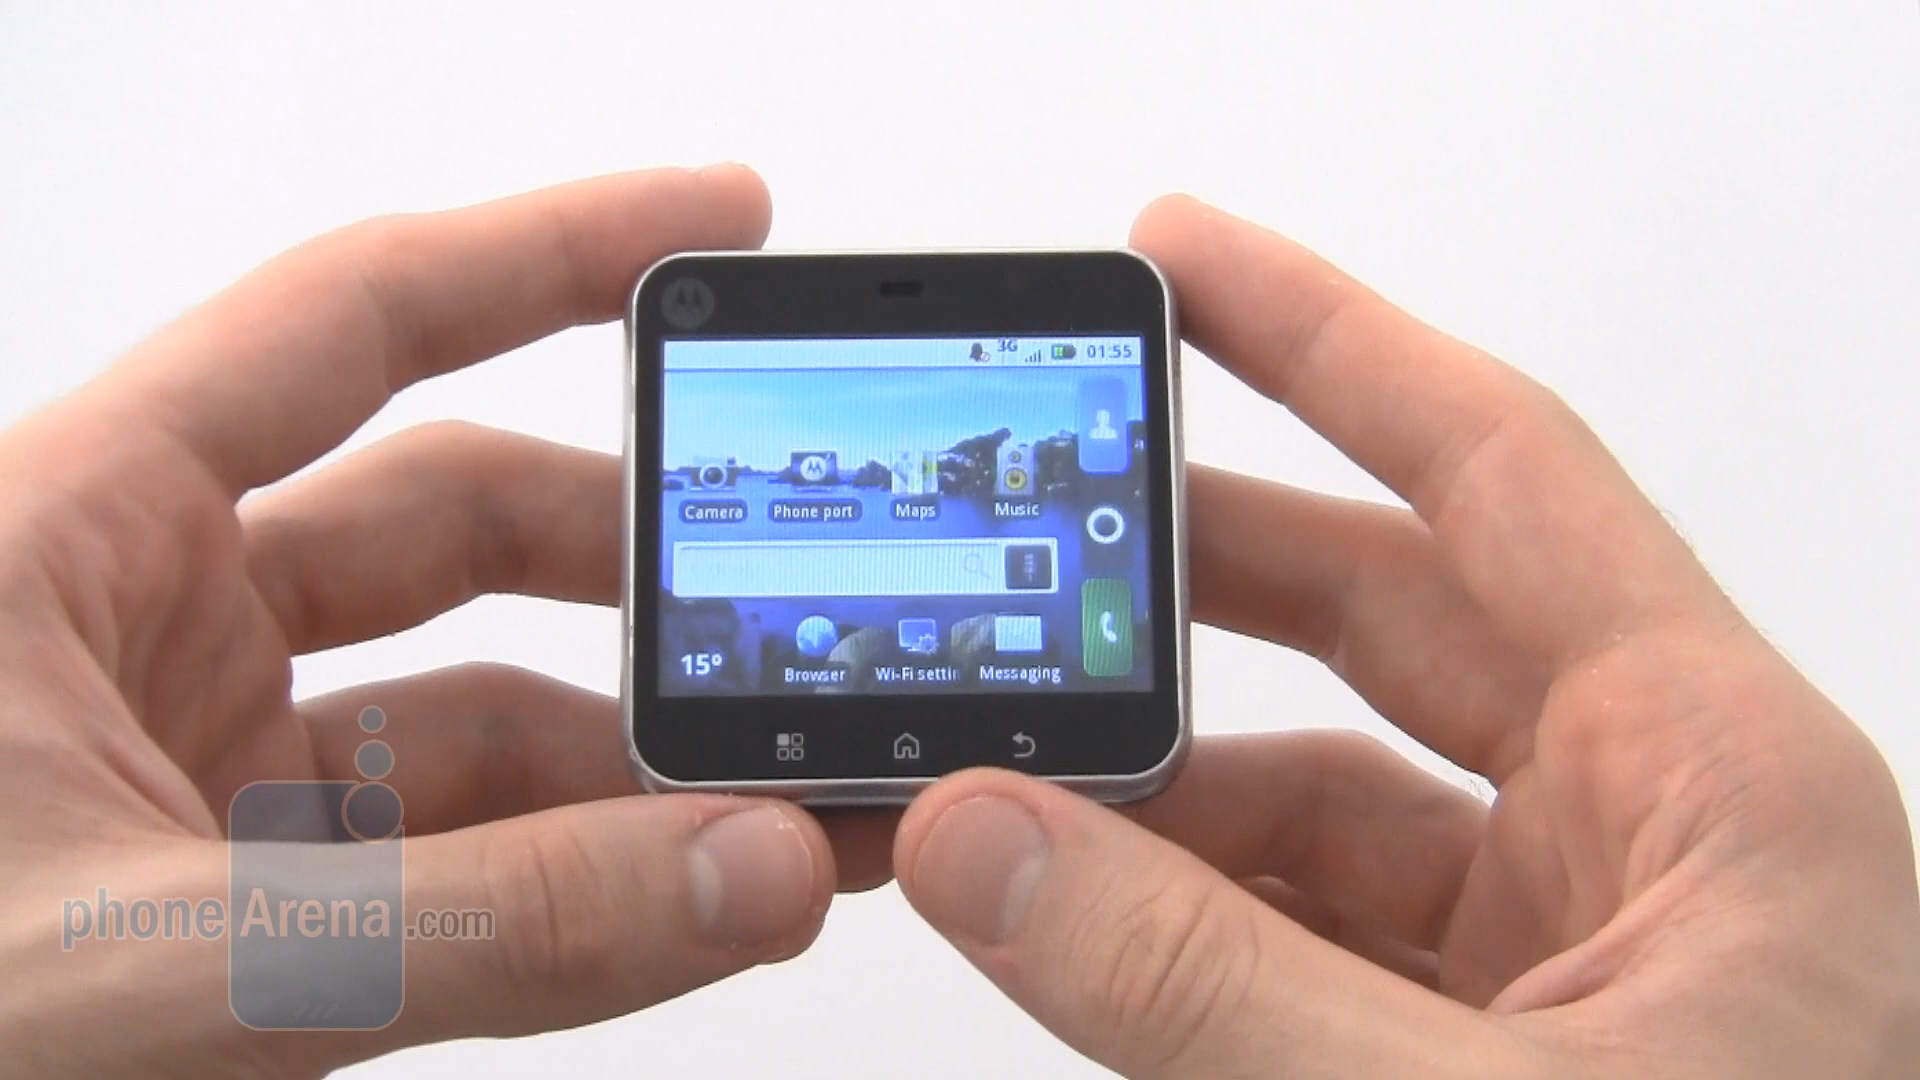 3G 01:55
Camera Phone port Maps Music
15°
Browser Wi-Fi settin Messaging
phoneArena.com